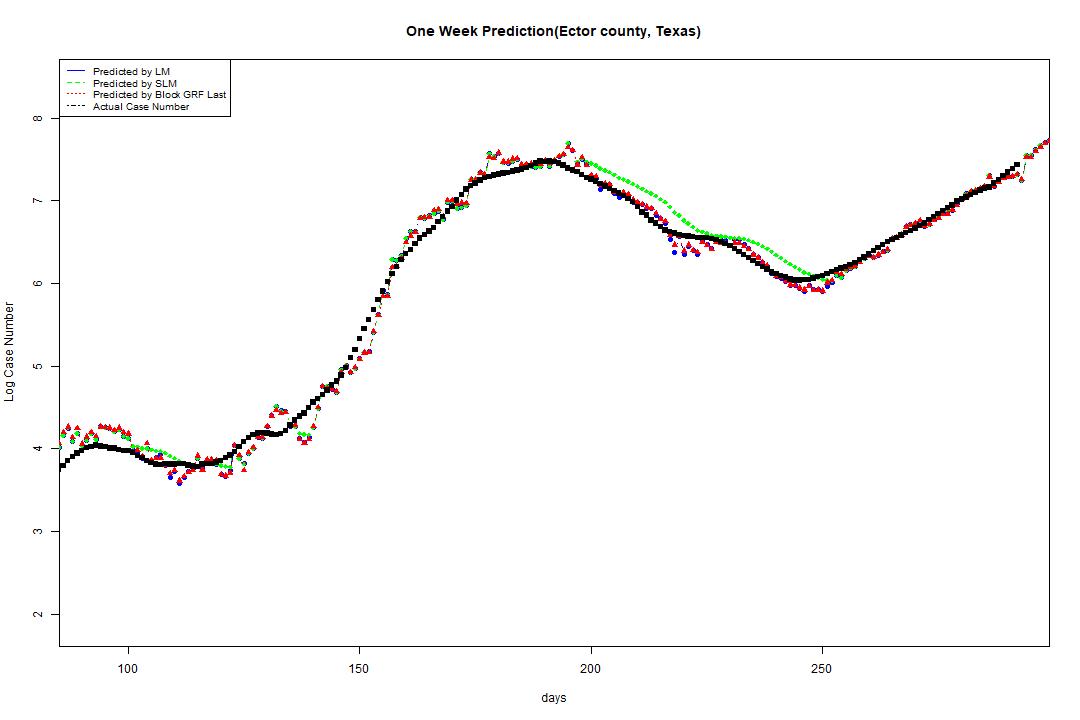 One Week Prediction(Ector county, Texas)
Predicted by LM
Predicted by SLM
Predicted by Block GRF Last
Actual Case Number
8
7
6
5
4
3
2
Log Case Number
100 150 200 250
days